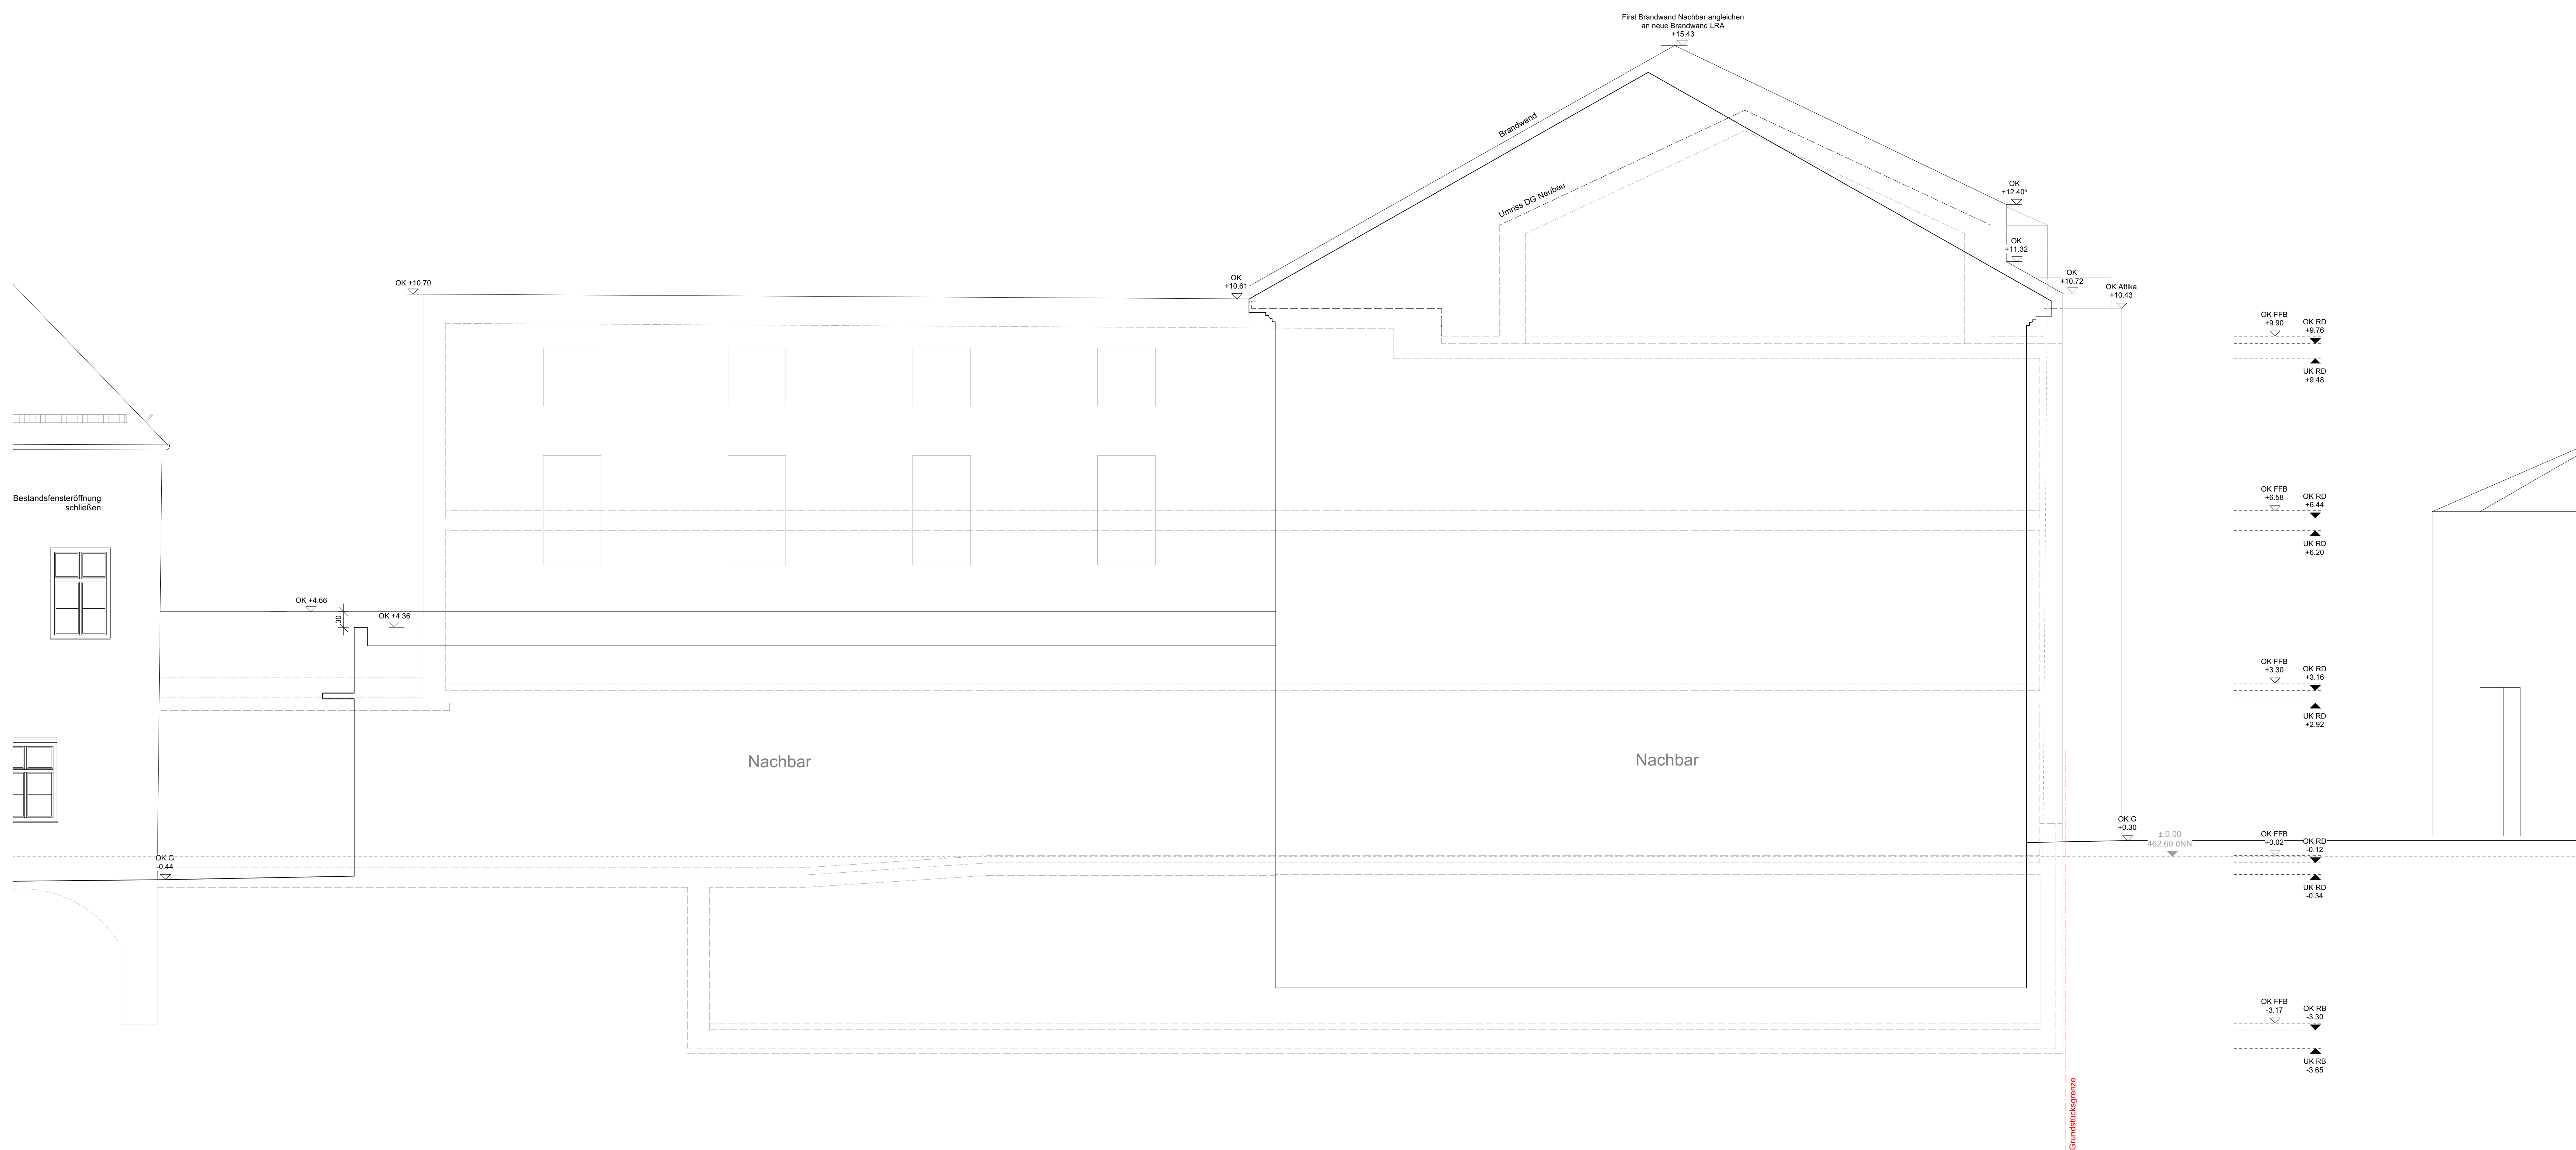 First Brandwand Nachbar angleichen
an neue Brandwand LRA
+15.43
Brandwand
Umriss DG Neubau
OK
+12.40⁵
OK
+11.32
OK
+10.72
OK Attika
+10.43
OK +10.70
OK
+10.61
OK FFB
+9.90
OK RD
+9.76
UK RD
+9.48
Bestandsfensteröffnung
schließen
OK FFB
+6.58
OK RD
+6.44
UK RD
+6.20
OK +4.66
.30
OK +4.36
OK FFB
+3.30
OK RD
+3.16
UK RD
+2.92
Nachbar
Nachbar
OK G
-0.44
OK G
+0.30
± 0.00
462.69 üNN
OK FFB
+0.02
OK RD
-0.12
UK RD
-0.34
OK FFB
-3.17
OK RB
-3.30
UK RB
-3.65
Grundstücksgrenze